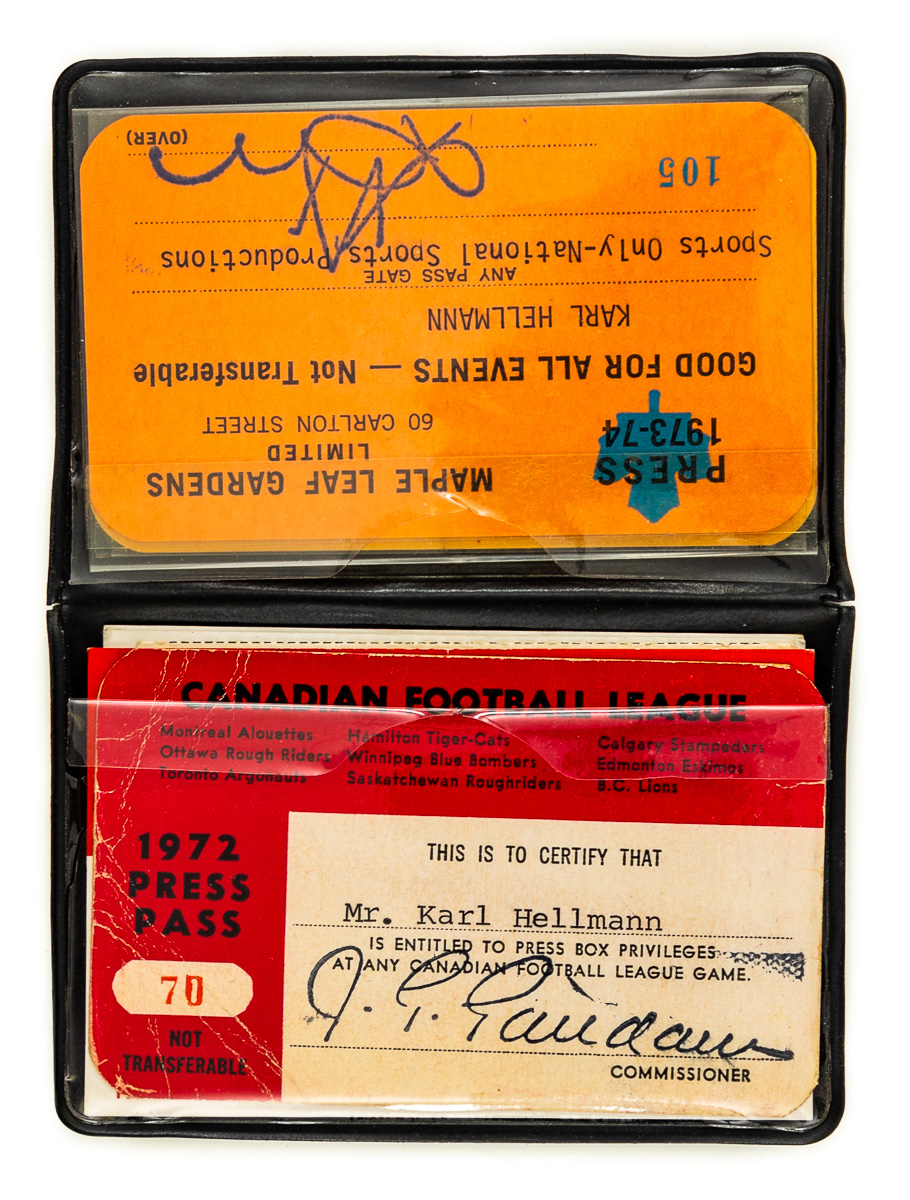 PRESS
1973-74
MAPLE LEAF GARDENS
LIMITED
60 CARLTON STREET
GOOD FOR ALL EVENTS — Not Transferable
KARL HELLMANN
ANY PASS GATE
Sports Only-National Sports Productions
105
(OVER)
CANADIAN FOOTBALL LEAGUE
Montreal Alouettes Hamilton Tiger-Cats Calgary Stampeders
Ottawa Rough Riders Winnipeg Blue Bombers Edmonton Eskimos
Toronto Argonauts Saskatchewan Roughriders B.C. Lions
1972
PRESS
PASS
70
NOT
TRANSFERABLE
THIS IS TO CERTIFY THAT
Mr. Karl Hellmann
IS ENTITLED TO PRESS BOX PRIVILEGES
AT ANY CANADIAN FOOTBALL LEAGUE GAME.
J. G. Gaudaur
COMMISSIONER